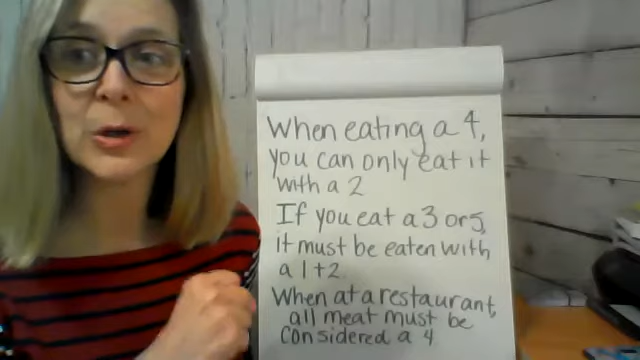 When eating a 4,
you can only eat it
with a 2
If you eat a 3 or 5,
it must be eaten with
a 1 + 2.
When at a restaurant,
all meat must be
considered a 4